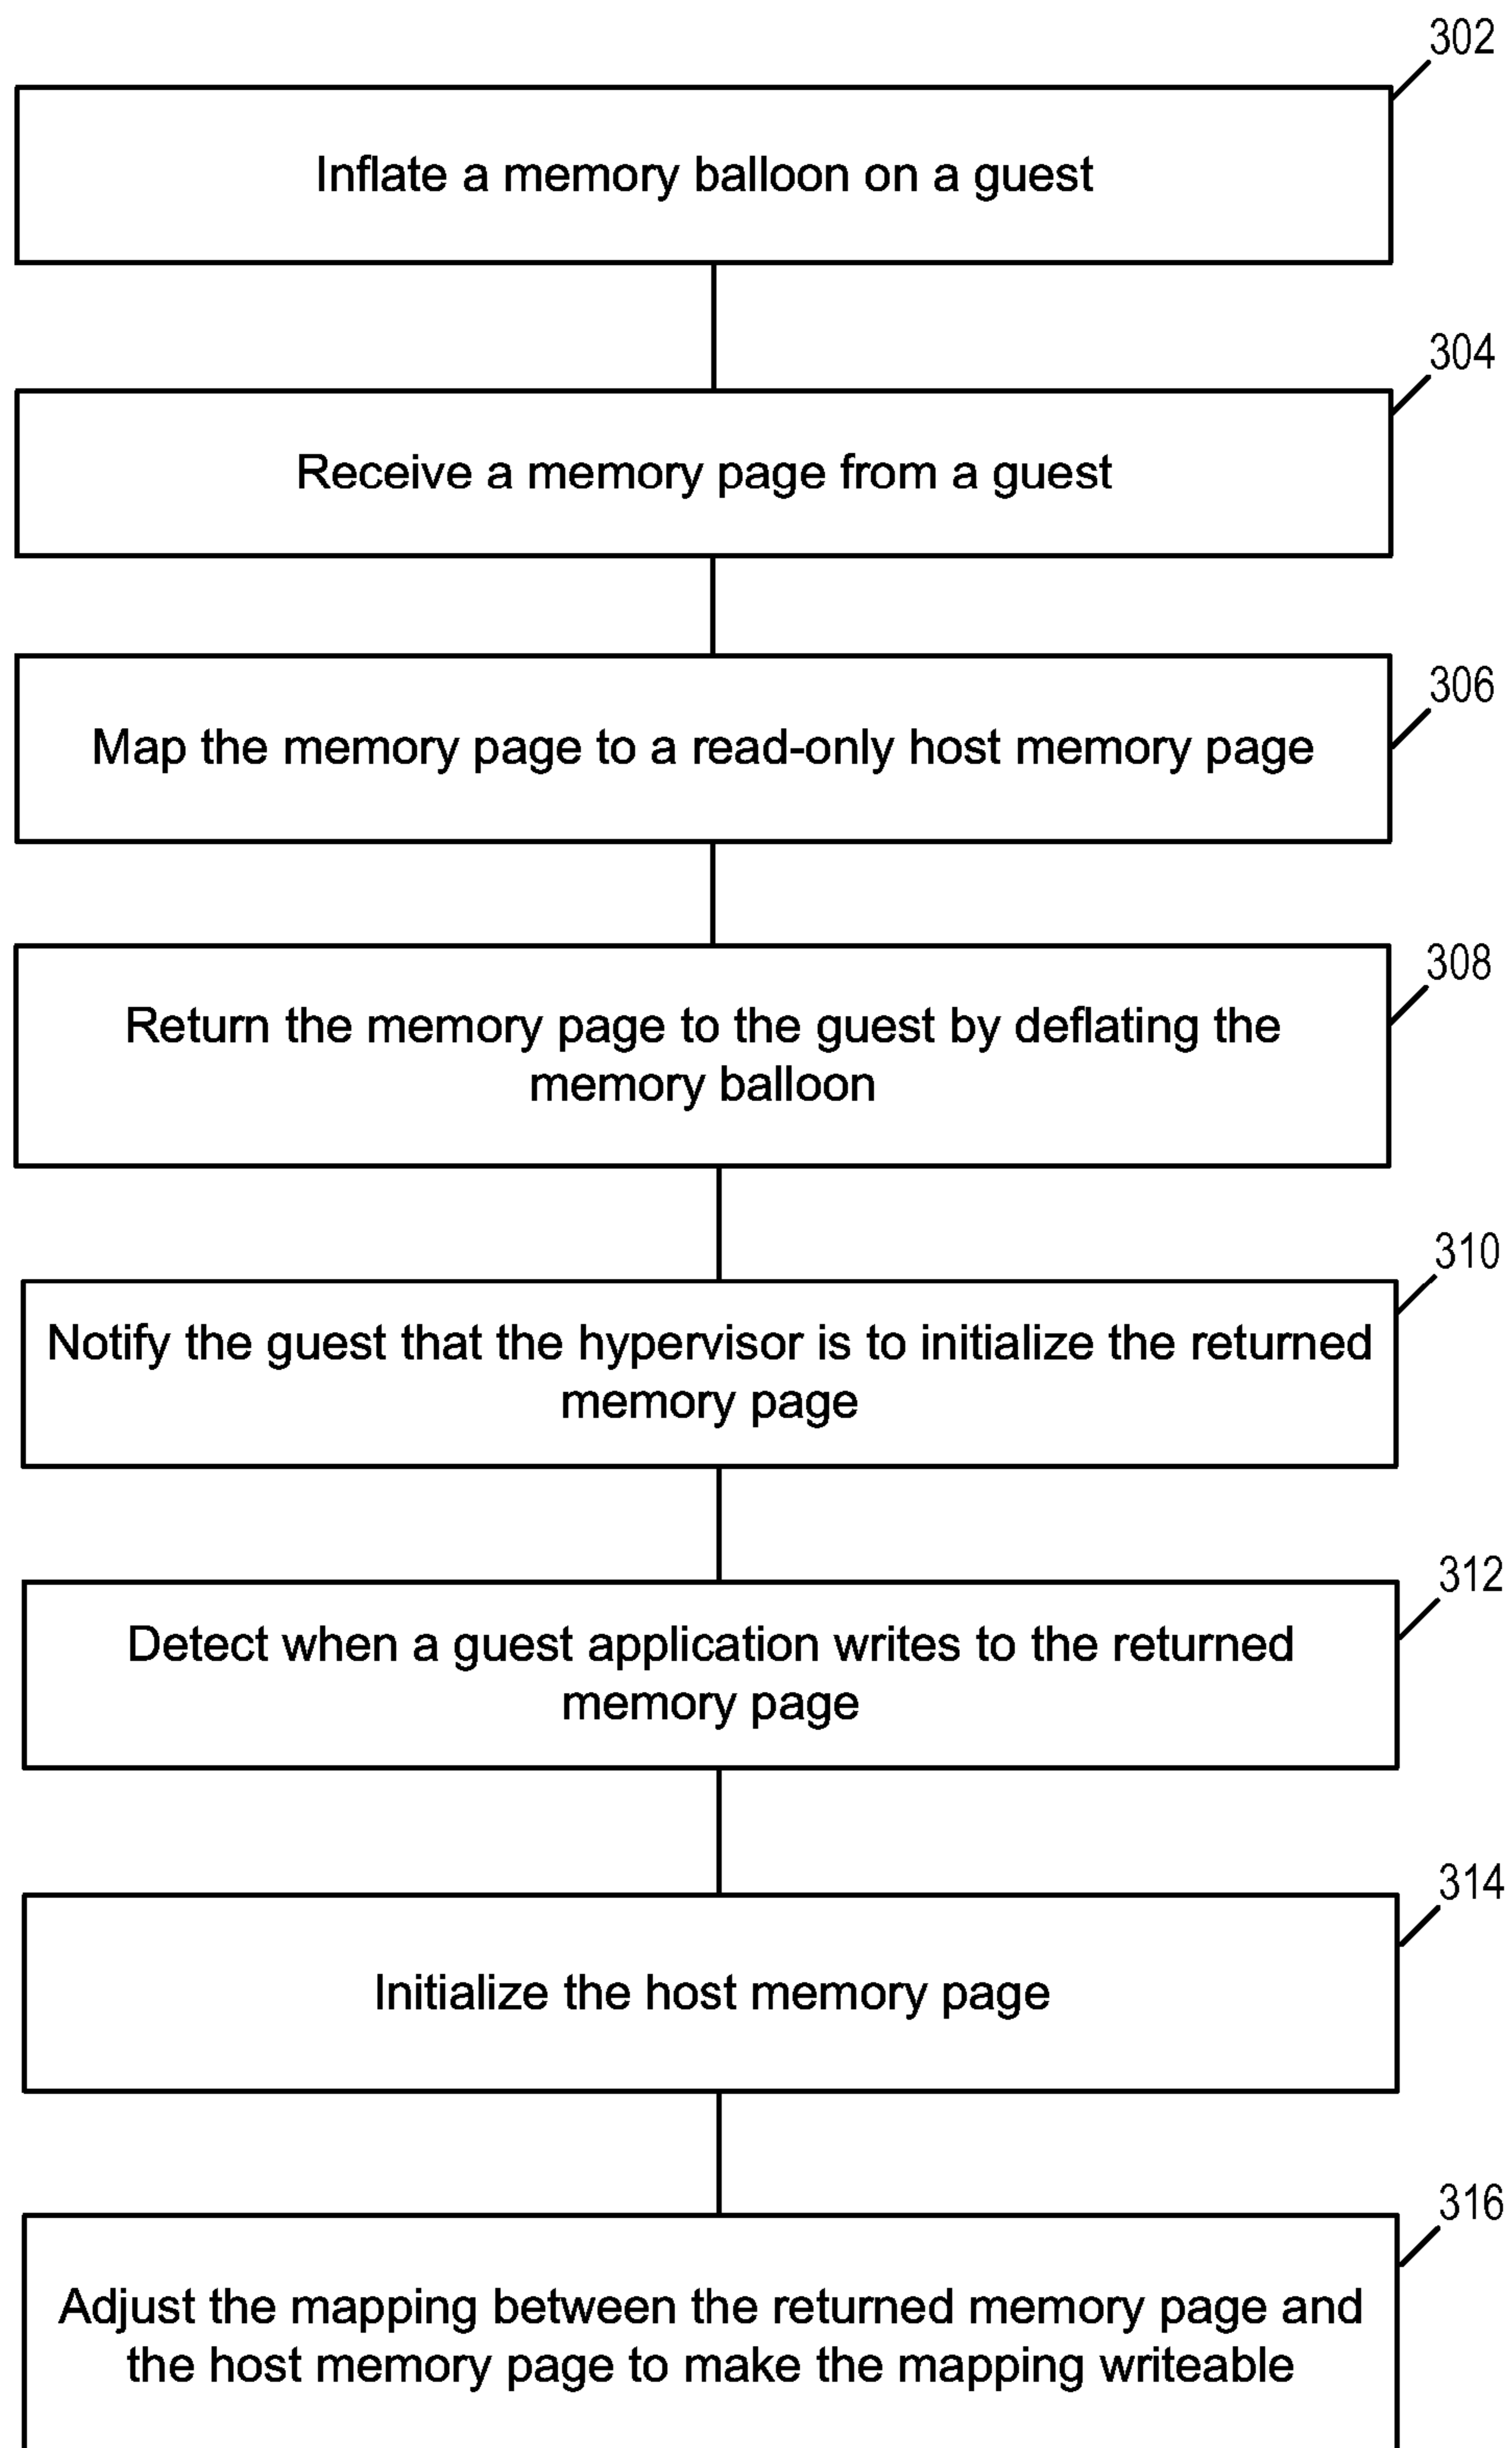 302
Inflate a memory balloon on a guest
304
Receive a memory page from a guest
306
Map the memory page to a read-only host memory page
308
Return the memory page to the guest by deflating the
memory balloon
310
Notify the guest that the hypervisor is to initialize the returned
memory page
312
Detect when a guest application writes to the returned
memory page
314
Initialize the host memory page
316
Adjust the mapping between the returned memory page and
the host memory page to make the mapping writeable